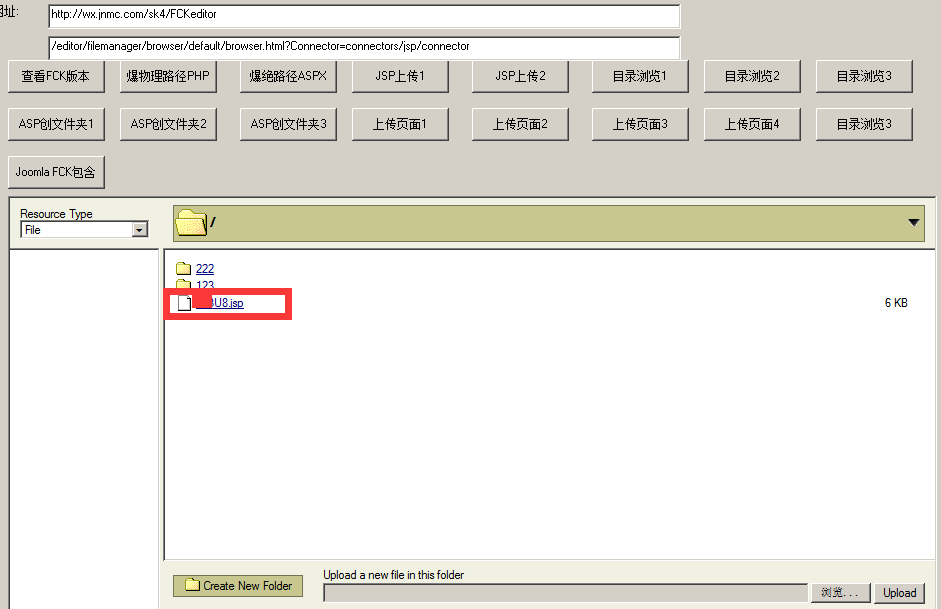 址:
http://wx.jnmc.com/sk4/FCKeditor
/editor/filemanager/browser/default/browser.html?Connector=connectors/jsp/connector
查看FCK版本 爆物理路径PHP 爆绝路径ASPX JSP上传1 JSP上传2 目录浏览1 目录浏览2 目录浏览3
ASP创文件夹1 ASP创文件夹2 ASP创文件夹3 上传页面1 上传页面2 上传页面3 上传页面4 目录浏览3
Joomla FCK包含
Resource Type
File
/
222
123
U8.jsp 6 KB
Create New Folder
Upload a new file in this folder
浏览... Upload